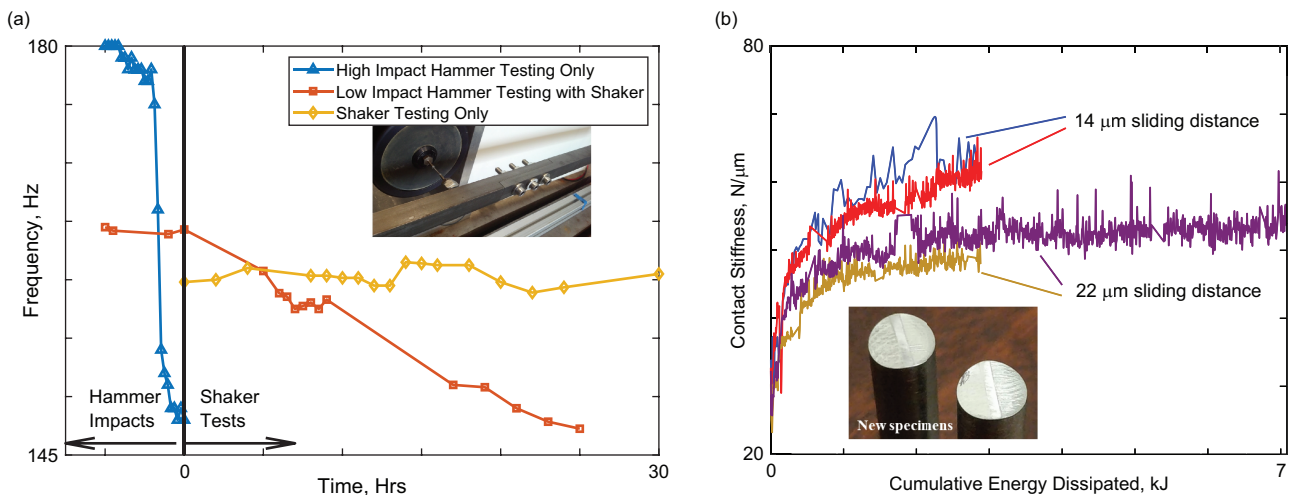 (a)
180
High Impact Hammer Testing Only
Low Impact Hammer Testing with Shaker
Shaker Testing Only
Frequency, Hz
Hammer
Impacts
Shaker
Tests
145
0
30
Time, Hrs
(b)
80
14 μm sliding distance
Contact Stiffness, N/μm
22 μm sliding distance
New specimens
20
0
7
Cumulative Energy Dissipated, kJ